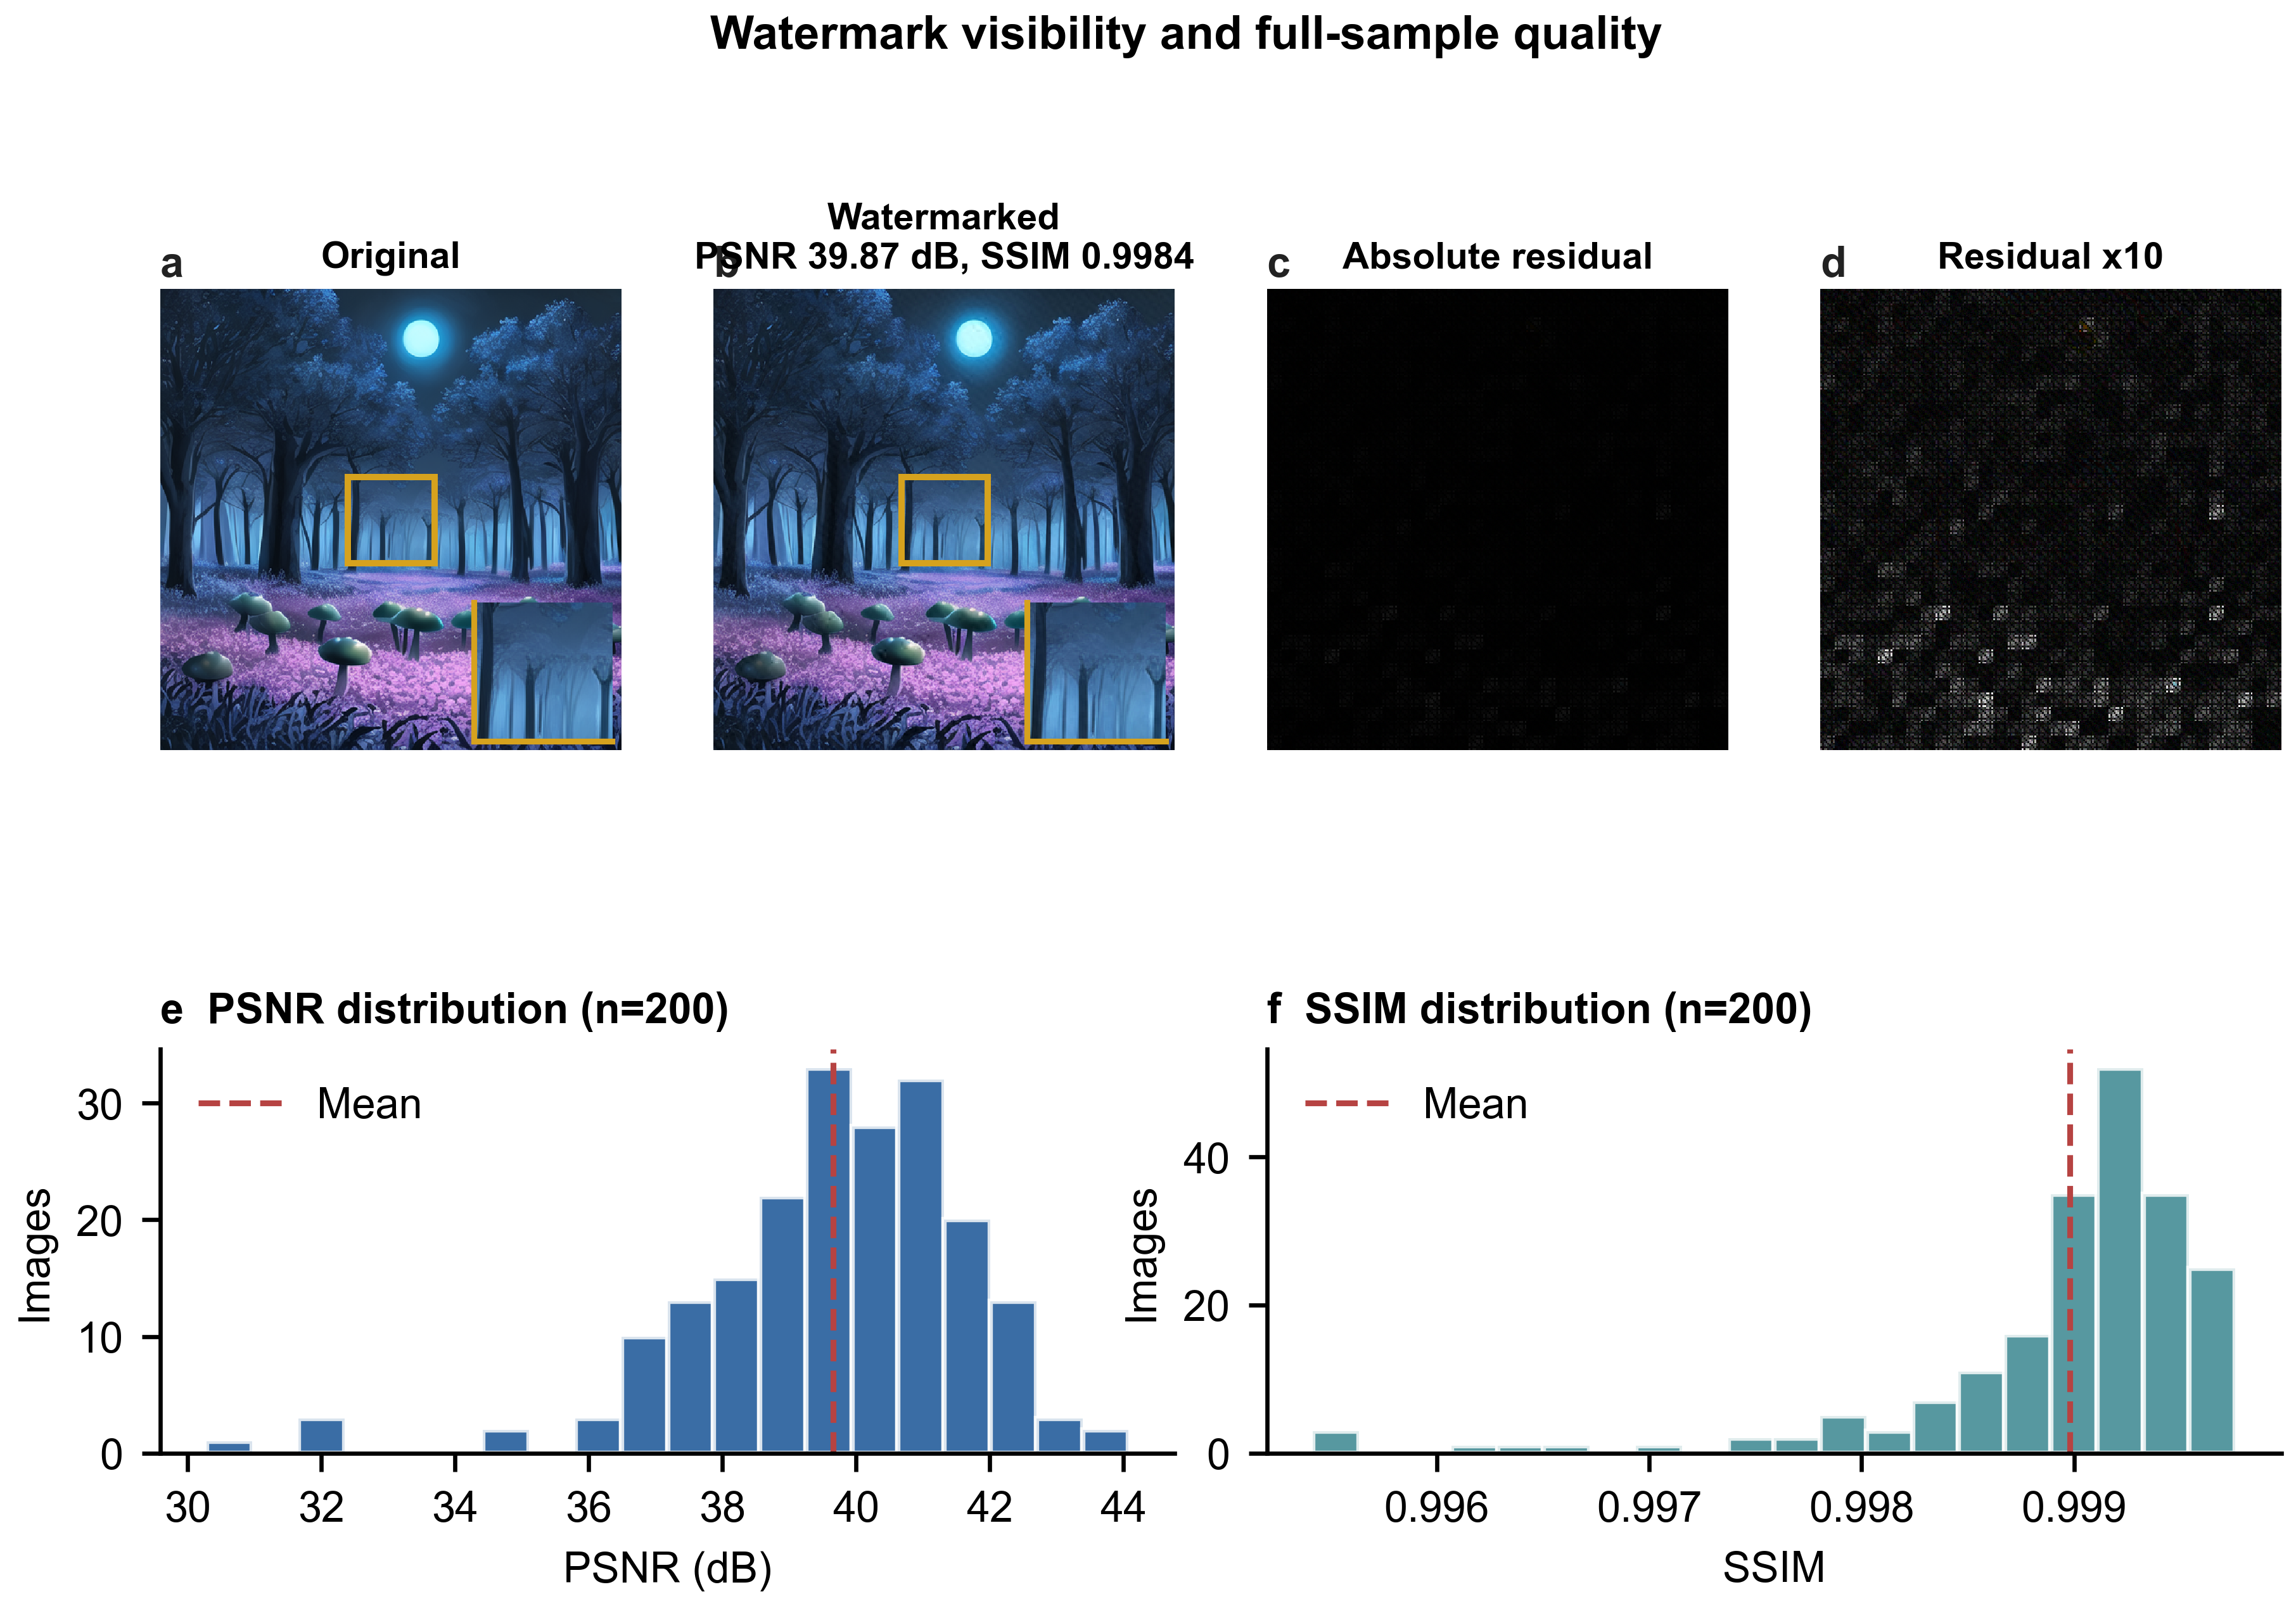 Watermark visibility and full-sample quality
a Original
Watermarked
b PSNR 39.87 dB, SSIM 0.9984
c Absolute residual
d Residual x10
e PSNR distribution (n=200)
Mean
Images
30
20
10
0
30 32 34 36 38 40 42 44
PSNR (dB)
f SSIM distribution (n=200)
Mean
Images
40
20
0
0.996 0.997 0.998 0.999
SSIM